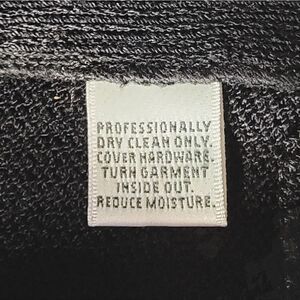 PROFESSIONALLY
DRY CLEAN ONLY.
COVER HARDWARE.
TURN GARMENT
INSIDE OUT.
REDUCE MOISTURE.